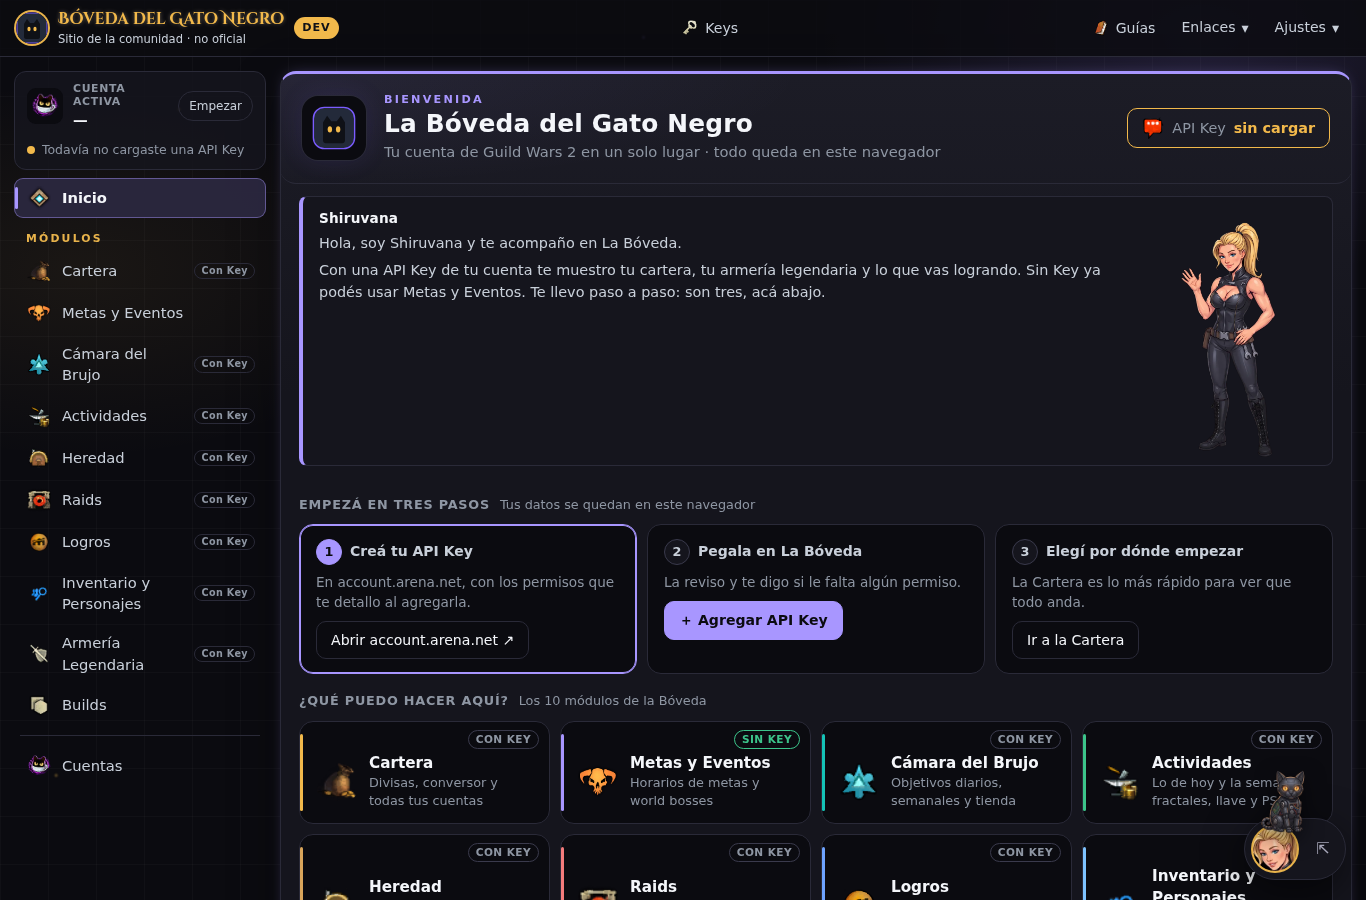 BÓVEDA DEL GATO NEGRO
Sitio de la comunidad · no oficial
DEV
Keys
Guías
Enlaces ▾
Ajustes ▾
CUENTA ACTIVA
—
Empezar
Todavía no cargaste una API Key
Inicio
MÓDULOS
Cartera
Con Key
Metas y Eventos
Cámara del Brujo
Con Key
Actividades
Con Key
Heredad
Con Key
Raids
Con Key
Logros
Con Key
Inventario y Personajes
Con Key
Armería Legendaria
Con Key
Builds
Cuentas
BIENVENIDA
La Bóveda del Gato Negro
Tu cuenta de Guild Wars 2 en un solo lugar · todo queda en este navegador
API Key sin cargar
Shiruvana
Hola, soy Shiruvana y te acompaño en La Bóveda.
Con una API Key de tu cuenta te muestro tu cartera, tu armería legendaria y lo que vas logrando. Sin Key ya
podés usar Metas y Eventos. Te llevo paso a paso: son tres, acá abajo.
EMPEZÁ EN TRES PASOS Tus datos se quedan en este navegador
1 Creá tu API Key
En account.arena.net, con los permisos que
te detallo al agregarla.
Abrir account.arena.net ↗
2 Pegala en La Bóveda
La reviso y te digo si le falta algún permiso.
+ Agregar API Key
3 Elegí por dónde empezar
La Cartera es lo más rápido para ver que
todo anda.
Ir a la Cartera
¿QUÉ PUEDO HACER AQUÍ? Los 10 módulos de la Bóveda
CON KEY
Cartera
Divisas, conversor y
todas tus cuentas
SIN KEY
Metas y Eventos
Horarios de metas y
world bosses
CON KEY
Cámara del Brujo
Objetivos diarios,
semanales y tienda
CON KEY
Actividades
Lo de hoy y la
fractales, llave y
CON KEY
Heredad
CON KEY
Raids
CON KEY
Logros
Inventario y
Personajes